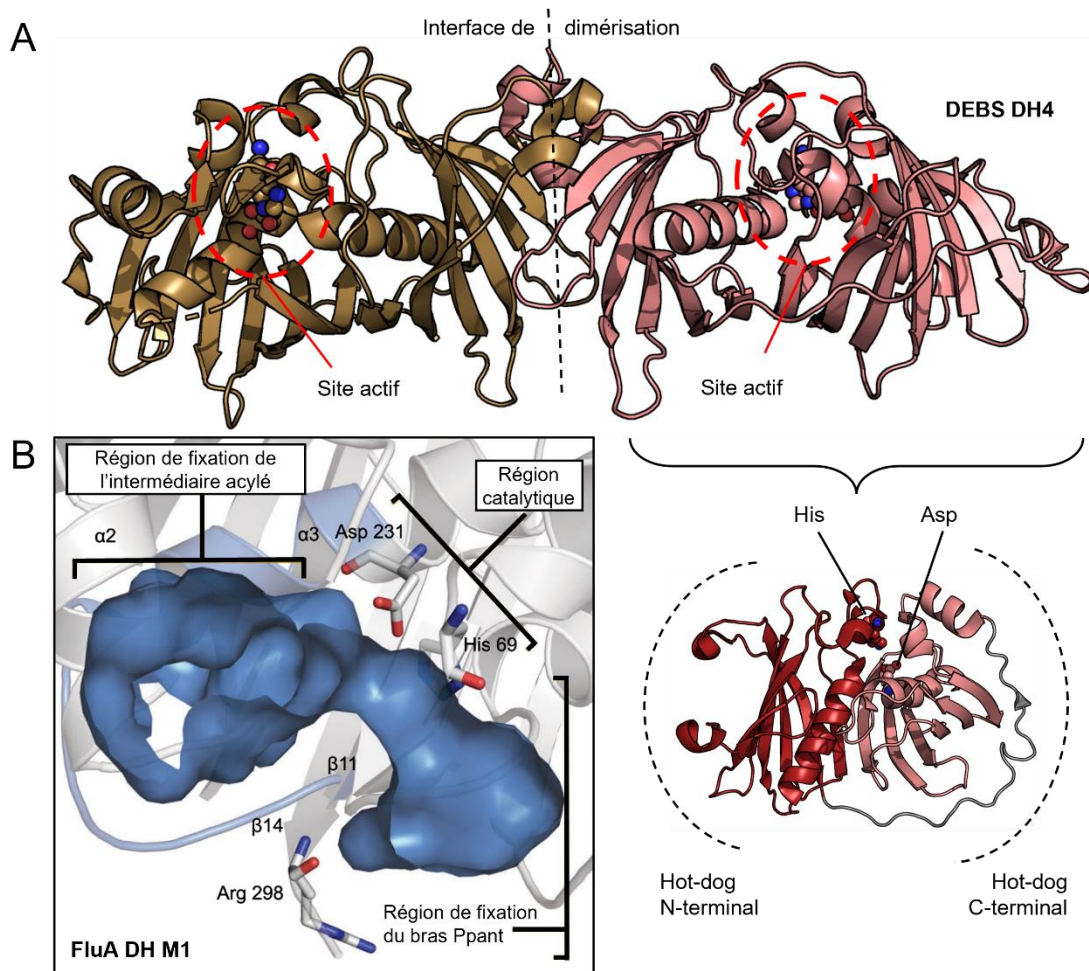 A
Interface de dimérisation
DEBS DH4
Site actif
Site actif
B
Région de fixation de
l'intermédiaire acylé
Région
catalytique
α2
α3
Asp 231
His 69
β11
β14
Arg 298
Région de fixation
du bras Ppant
FluA DH M1
His
Asp
Hot-dog
N-terminal
Hot-dog
C-terminal